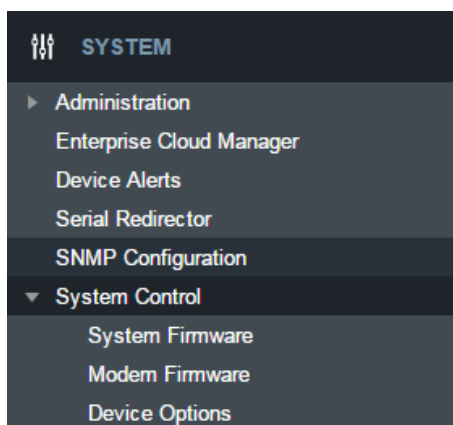 SYSTEM
Administration
Enterprise Cloud Manager
Device Alerts
Serial Redirector
SNMP Configuration
System Control
System Firmware
Modem Firmware
Device Options